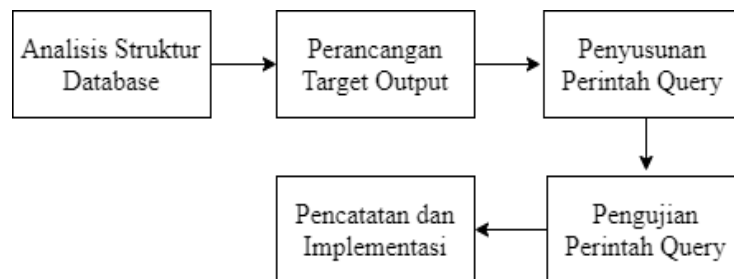 Analisis Struktur
Database
Perancangan
Target Output
Penyusunan
Perintah Query
Pengujian
Perintah Query
Pencatatan dan
Implementasi